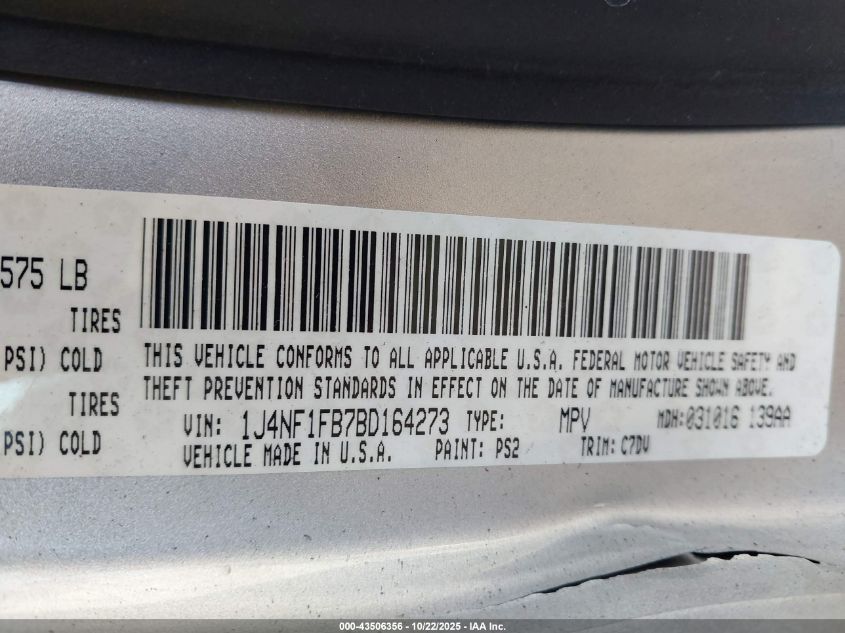 575 LB
TIRES
PSI) COLD
TIRES
PSI) COLD
THIS VEHICLE CONFORMS TO ALL APPLICABLE U.S.A. FEDERAL MOTOR VEHICLE SAFETY AND
THEFT PREVENTION STANDARDS IN EFFECT ON THE DATE OF MANUFACTURE SHOWN ABOVE.
VIN: 1J4NF1FB7BD164273 TYPE: MPV MDH:031016 139AA
VEHICLE MADE IN U.S.A. PAINT: PS2 TRIM: C7DV
000-43506356 - 10/22/2025 - IAA Inc.